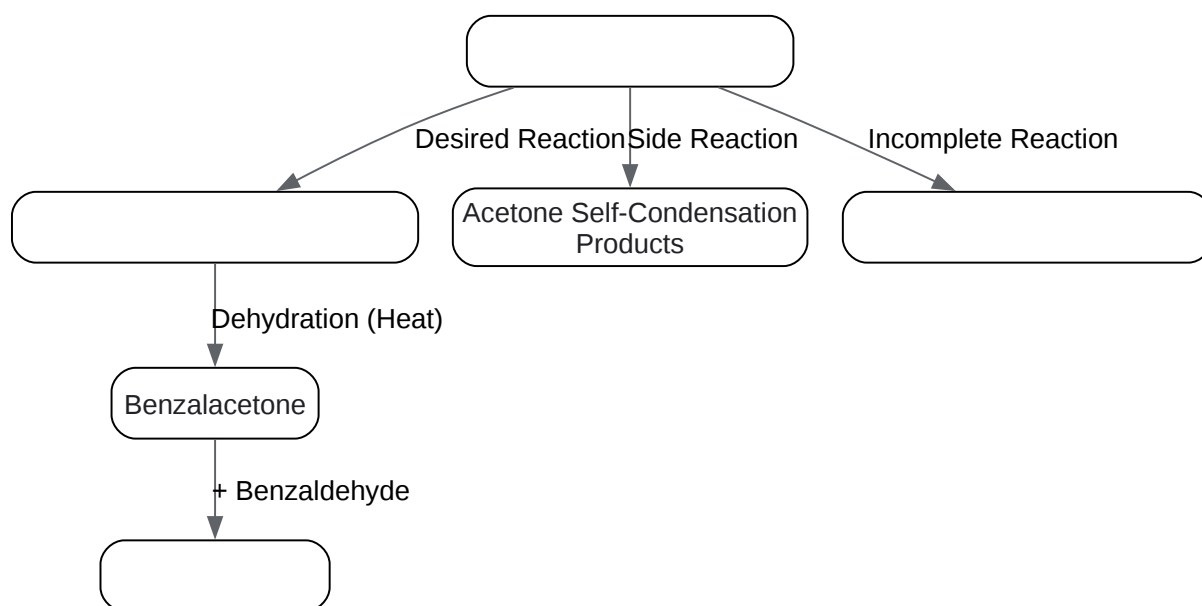 Desired Reaction
Side Reaction
Incomplete Reaction
Acetone Self-Condensation
Products
Dehydration (Heat)
Benzalacetone
+ Benzaldehyde